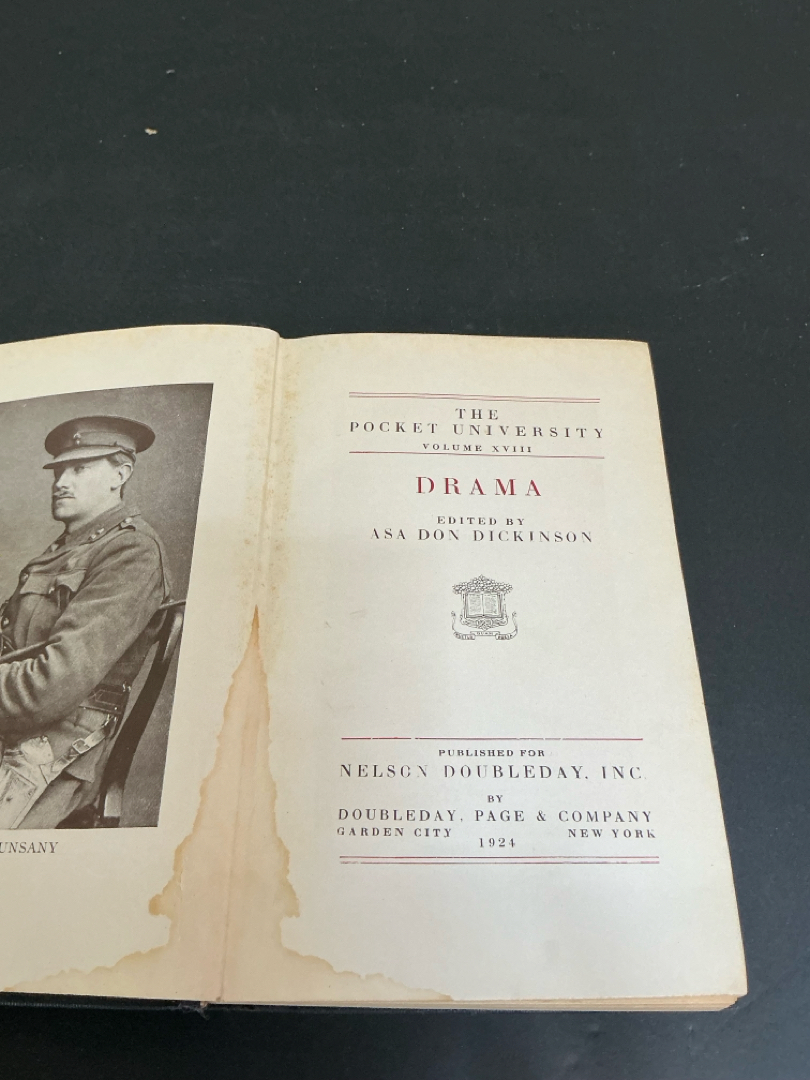 UNSANY
THE
POCKET UNIVERSITY
VOLUME XVIII
DRAMA
EDITED BY
ASA DON DICKINSON
PUBLISHED FOR
NELSON DOUBLEDAY, INC.
BY
DOUBLEDAY, PAGE & COMPANY
GARDEN CITY NEW YORK
1924